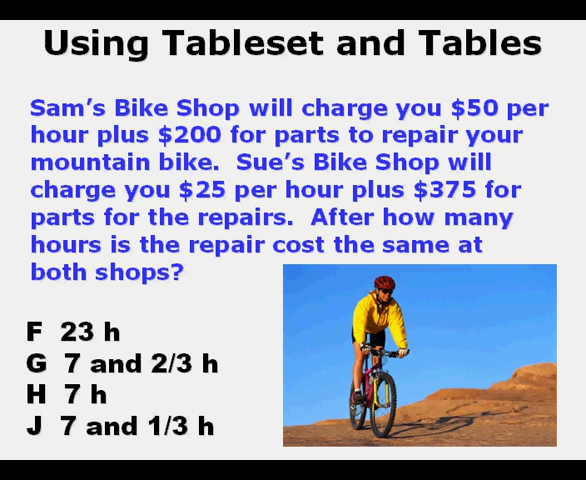 Using Tableset and Tables
Sam's Bike Shop will charge you $50 per
hour plus $200 for parts to repair your
mountain bike.  Sue's Bike Shop will
charge you $25 per hour plus $375 for
parts for the repairs.  After how many
hours is the repair cost the same at
both shops?
F  23 h
G  7 and 2/3 h
H  7 h
J  7 and 1/3 h